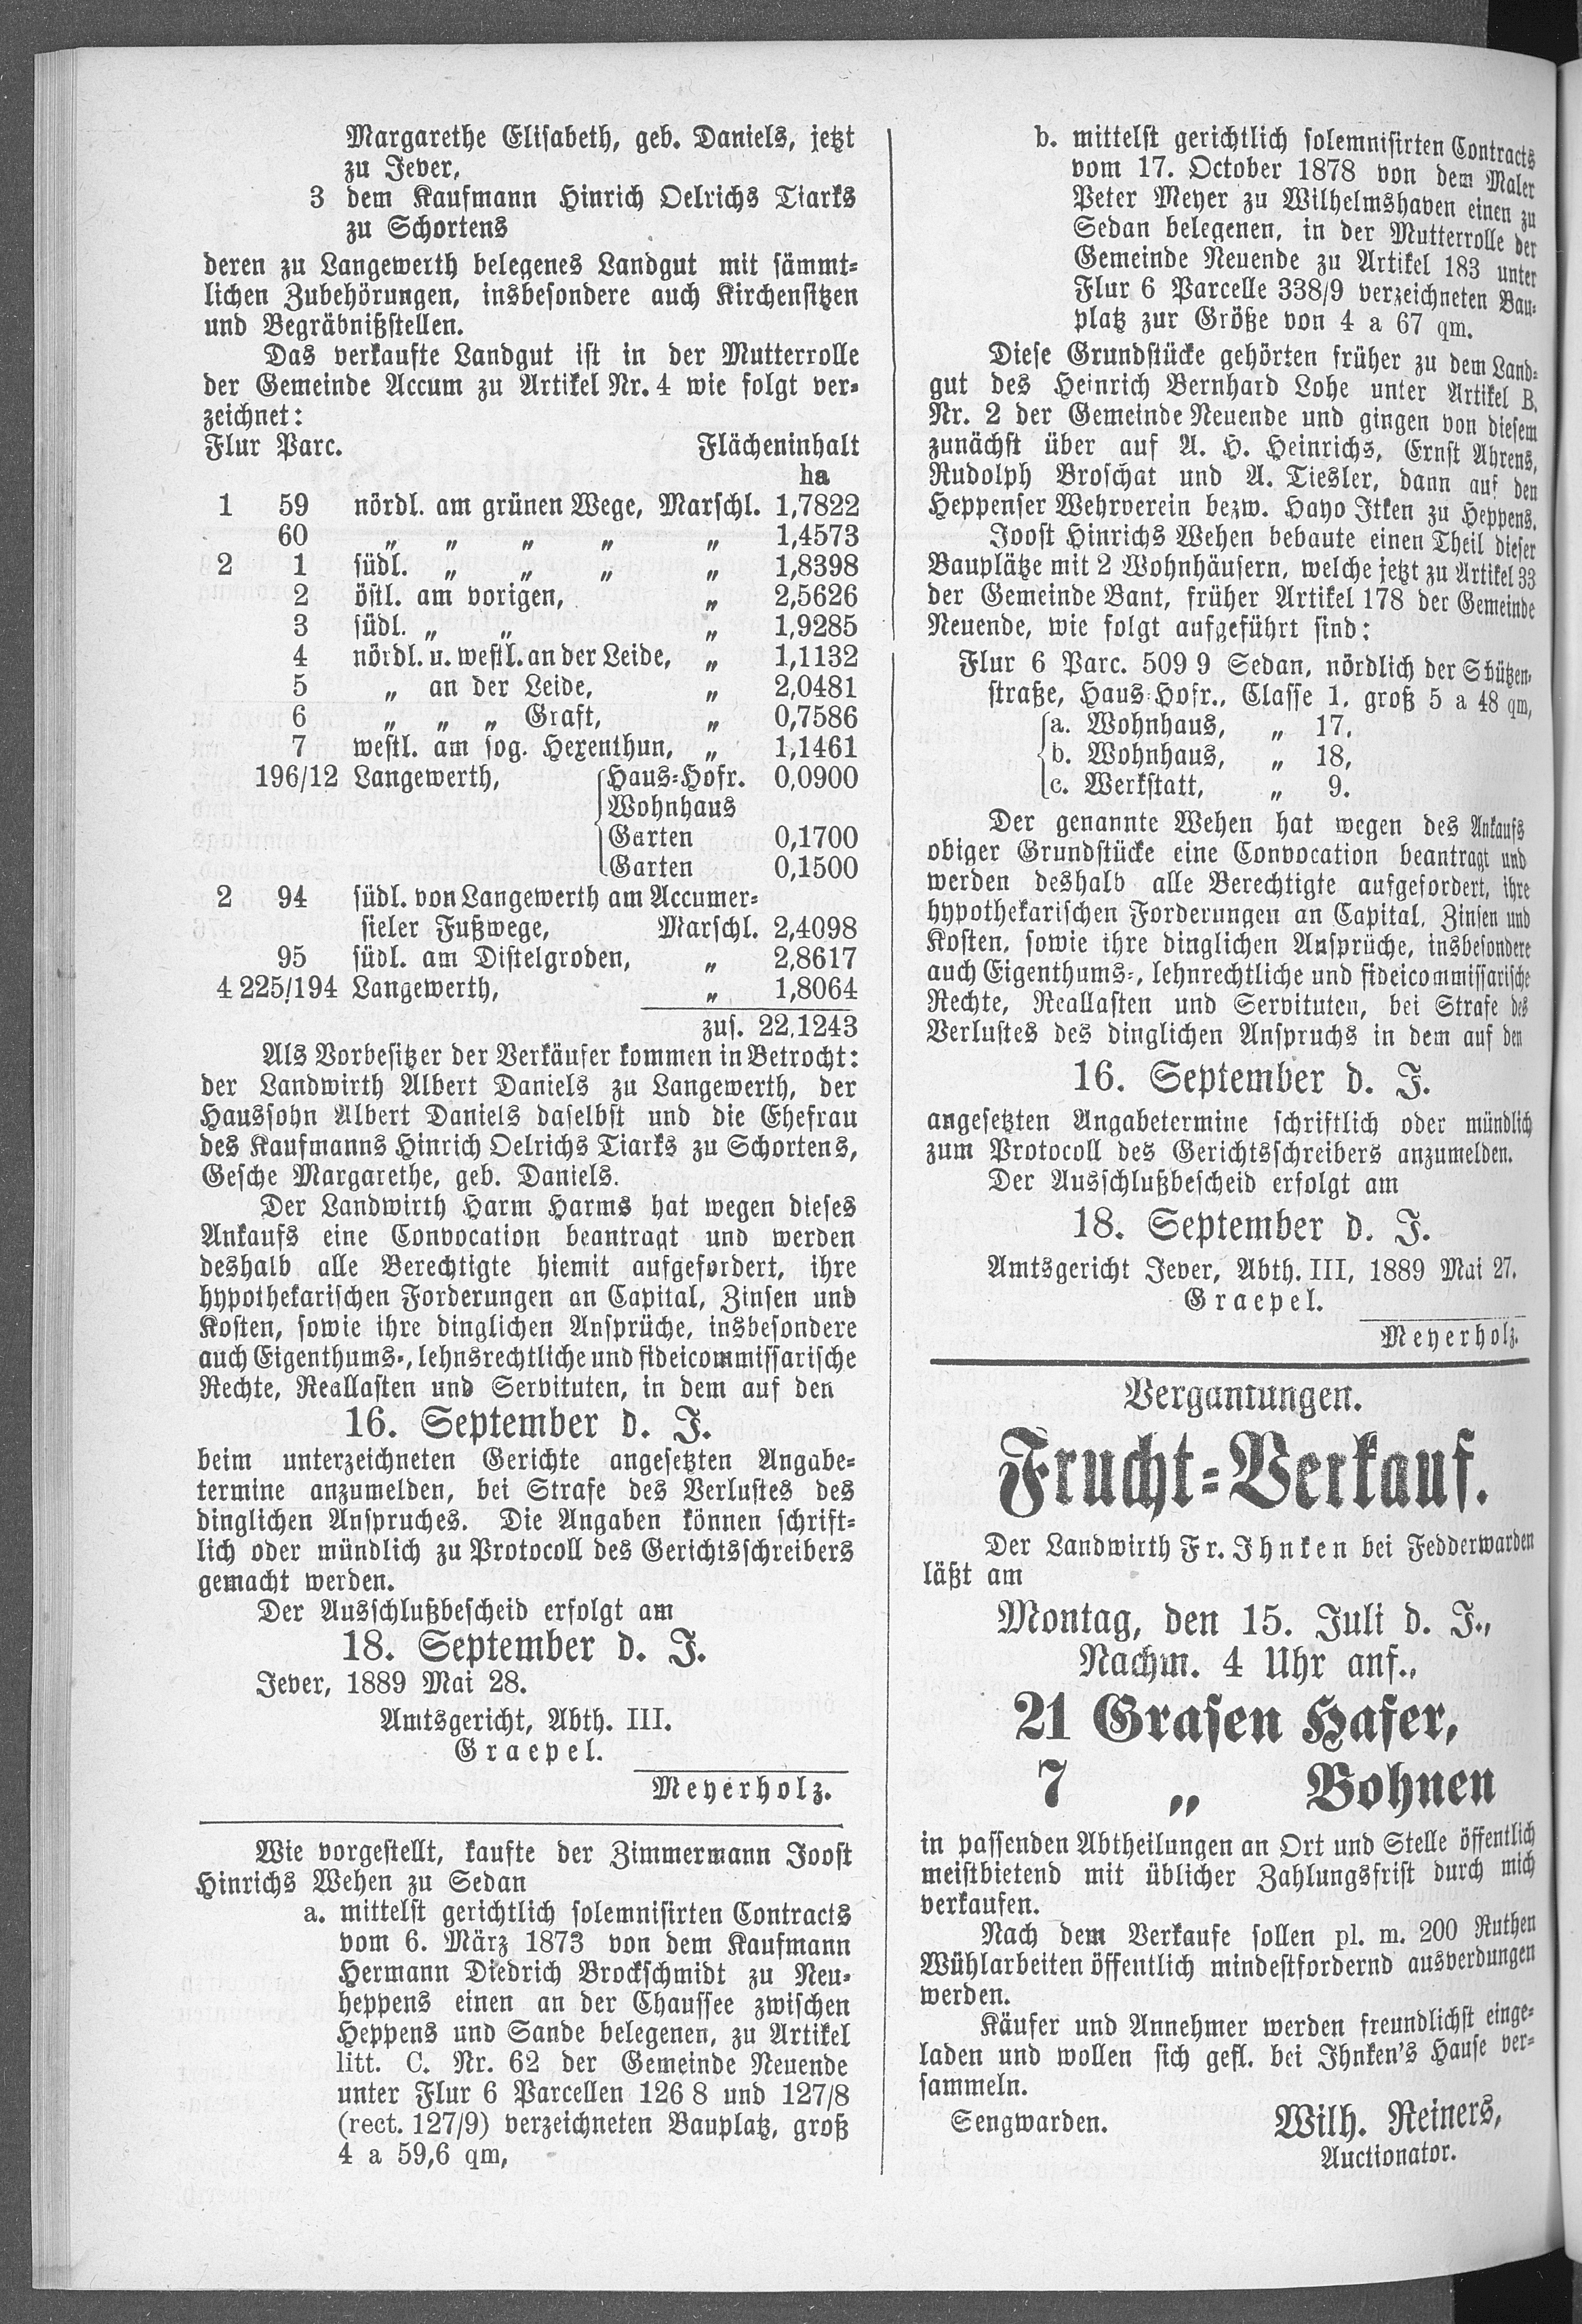 Margarethe Elisabeth, geb. Daniels, jetzt
zu Jever,
3 dem Kaufmann Hinrich Oelrichs Tiarks
zu Schortens
deren zu Langewerth belegenes Landgut mit sämmt-
lichen Zubehörungen, insbesondere auch Kirchensitzen
und Begräbnißstellen.
Das verkaufte Landgut ist in der Mutterrolle
der Gemeinde Accum zu Artikel Nr. 4 wie folgt ver-
zeichnet:
Flur Parc. Flächeninhalt
ha
1 59 nördl. am grünen Wege, Marschl. 1,7822
60 „ „ „ „ „ 1,4573
2 1 südl. „ „ „ „ 1,8398
2 östl. am vorigen, „ 2,5626
3 südl. „ „ „ 1,9285
4 nördl. u. westl. an der Leide, „ 1,1132
5 „ an der Leide, „ 2,0481
6 „ „ „ Graft, „ 0,7586
7 westl. am sog. Hexenthun, „ 1,1461
196/12 Langewerth, Haus-Hofr. 0,0900
Wohnhaus
Garten 0,1700
Garten 0,1500
2 94 südl. von Langewerth am Accumer-
sieler Fußwege, Marschl. 2,4098
95 südl. am Distelgroden, „ 2,8617
4 225/194 Langewerth, „ 1,8064
zus. 22,1243
Als Vorbesitzer der Verkäufer kommen in Betrocht:
der Landwirth Albert Daniels zu Langewerth, der
Haussohn Albert Daniels daselbst und die Ehefrau
des Kaufmanns Hinrich Oelrichs Tiarks zu Schortens,
Gesche Margarethe, geb. Daniels.
Der Landwirth Harm Harms hat wegen dieses
Ankaufs eine Convocation beantragt und werden
deshalb alle Berechtigte hiemit aufgefordert, ihre
hypothekarischen Forderungen an Capital, Zinsen und
Kosten, sowie ihre dinglichen Ansprüche, insbesondere
auch Eigenthums-, lehnsrechtliche und fideicommissarische
Rechte, Reallasten und Servituten, in dem auf den
16. September d. J.
beim unterzeichneten Gerichte angesetzten Angabe-
termine anzumelden, bei Strafe des Verlustes des
dinglichen Anspruches. Die Angaben können schrift-
lich oder mündlich zu Protocoll des Gerichtsschreibers
gemacht werden.
Der Ausschlußbescheid erfolgt am
18. September d. J.
Jever, 1889 Mai 28.
Amtsgericht, Abth. III.
Graepel.
Meyerholz.
Wie vorgestellt, kaufte der Zimmermann Joost
Hinrichs Wehen zu Sedan
a. mittelst gerichtlich solemnisirten Contracts
vom 6. März 1873 von dem Kaufmann
Hermann Diedrich Brockschmidt zu Neu-
heppens einen an der Chaussee zwischen
Heppens und Sande belegenen, zu Artikel
litt. C. Nr. 62 der Gemeinde Neuende
unter Flur 6 Parcellen 126 8 und 127/8
(rect. 127/9) verzeichneten Bauplatz, groß
4 a 59,6 qm,
b. mittelst gerichtlich solemnisirten Contracts
vom 17. October 1878 von dem Maler
Peter Meyer zu Wilhelmshaven einen zu
Sedan belegenen, in der Mutterrolle der
Gemeinde Neuende zu Artikel 183 unter
Flur 6 Parcelle 338/9 verzeichneten Bau-
platz zur Größe von 4 a 67 qm.
Diese Grundstücke gehörten früher zu dem Land-
gut des Heinrich Bernhard Lohe unter Artikel B.
Nr. 2 der Gemeinde Neuende und gingen von diesem
zunächst über auf A. H. Heinrichs, Ernst Ahrens,
Rudolph Broschat und A. Tiesler, dann auf den
Heppenser Wehrverein bezw. Hayo Itken zu Heppens.
Joost Hinrichs Wehen bebaute einen Theil dieser
Bauplätze mit 2 Wohnhäusern, welche jetzt zu Artikel 33
der Gemeinde Bant, früher Artikel 178 der Gemeinde
Neuende, wie folgt aufgeführt sind:
Flur 6 Parc. 509 9 Sedan, nördlich der Schützen-
straße, Haus-Hofr., Classe 1, groß 5 a 48 qm,
a. Wohnhaus, „ 17,
b. Wohnhaus, „ 18,
c. Werkstatt, „ 9.
Der genannte Wehen hat wegen des Ankaufs
obiger Grundstücke eine Convocation beantragt und
werden deshalb alle Berechtigte aufgefordert, ihre
hypothekarischen Forderungen an Capital, Zinsen und
Kosten, sowie ihre dinglichen Ansprüche, insbesondere
auch Eigenthums-, lehnrechtliche und fideicommissarische
Rechte, Reallasten und Servituten, bei Strafe des
Verlustes des dinglichen Anspruchs in dem auf den
16. September d. J.
angesetzten Angabetermine schriftlich oder mündlich
zum Protocoll des Gerichtsschreibers anzumelden.
Der Ausschlußbescheid erfolgt am
18. September d. J.
Amtsgericht Jever, Abth. III, 1889 Mai 27.
Graepel.
Meyerholz.
Vergantungen.
Frucht-Verkauf.
Der Landwirth Fr. Ihnken bei Fedderwarden
läßt am
Montag, den 15. Juli d. J.,
Nachm. 4 Uhr anf.,
21 Grasen Hafer,
7 „ Bohnen
in passenden Abtheilungen an Ort und Stelle öffentlich
meistbietend mit üblicher Zahlungsfrist durch mich
verkaufen.
Nach dem Verkaufe sollen pl. m. 200 Ruthen
Wühlarbeiten öffentlich mindestfordernd ausverdungen
werden.
Käufer und Annehmer werden freundlichst einge-
laden und wollen sich gefl. bei Ihnken's Hause ver-
sammeln.
Sengwarden. Wilh. Reiners,
Auctionator.